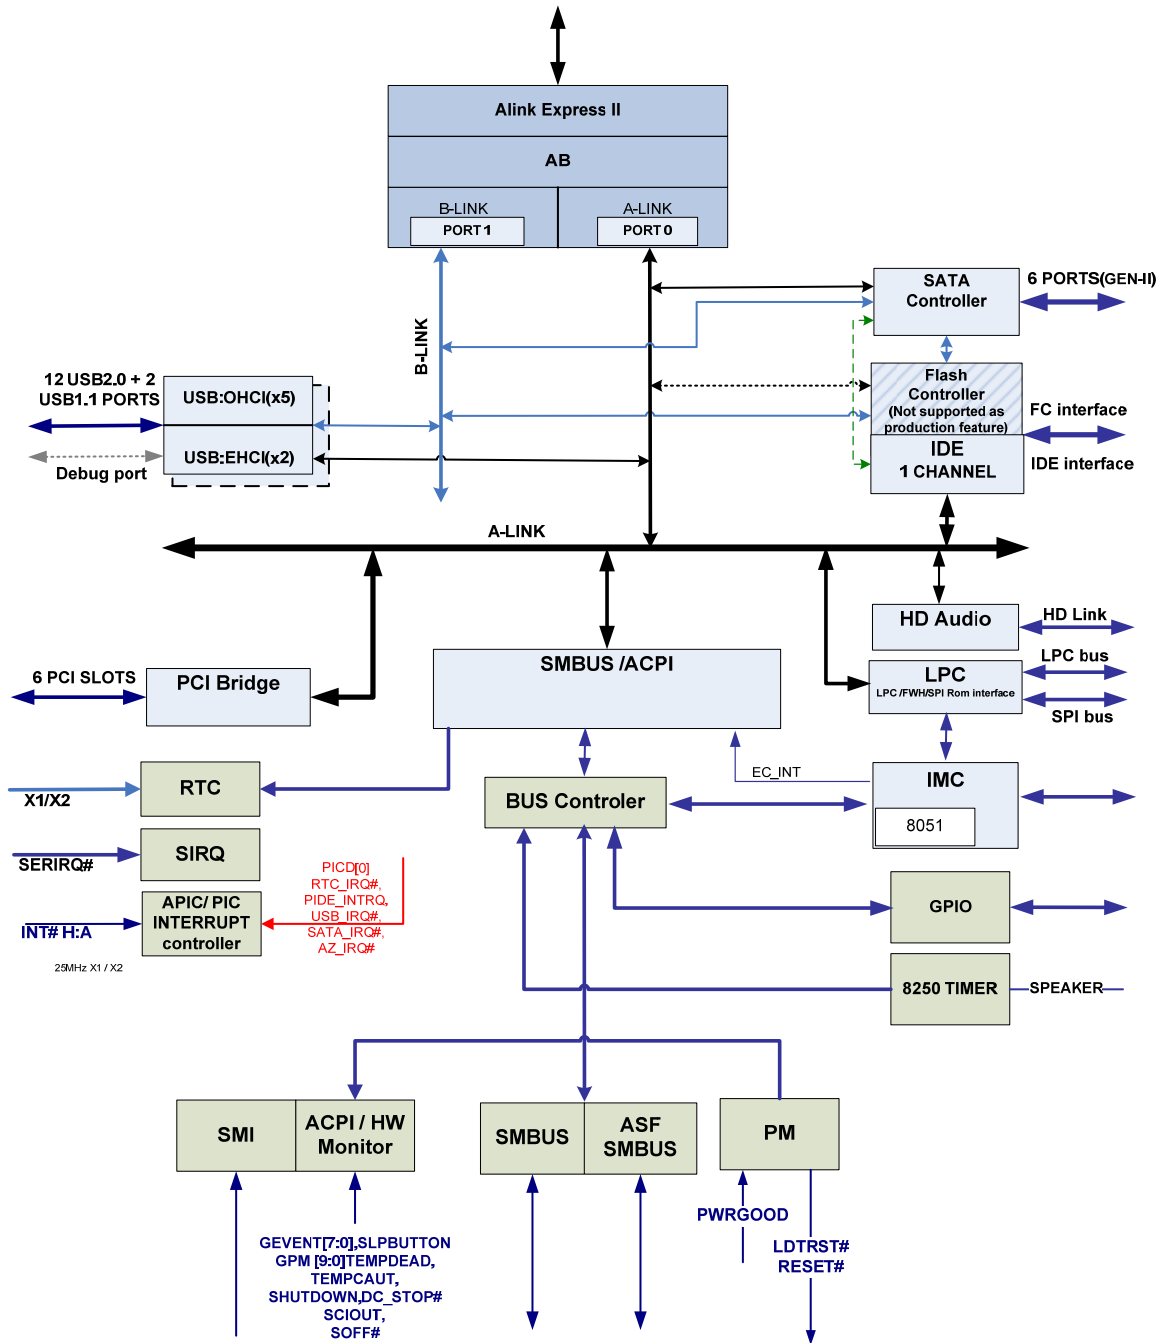 Alink Express II
AB
B-LINK
A-LINK
PORT 1
PORT 0
SATA
Controller
6 PORTS(GEN-II)
B-LINK
12 USB2.0 + 2
USB1.1 PORTS
USB:OHCI(x5)
USB:EHCI(x2)
Debug port
Flash
Controller
(Not supported as
production feature)
FC interface
IDE
1 CHANNEL
IDE interface
A-LINK
HD Audio
HD Link
SMBUS /ACPI
LPC
LPC /FWH/SPI Rom interface
LPC bus
SPI bus
6 PCI SLOTS
PCI Bridge
EC_INT
IMC
8051
RTC
X1/X2
BUS Controler
SIRQ
SERIRQ#
PICD[0]
RTC_IRQ#,
PIDE_INTRQ,
USB_IRQ#,
SATA_IRQ#,
AZ_IRQ#
APIC/ PIC
INTERRUPT
controller
INT# H:A
25MHz X1 / X2
GPIO
8250 TIMER
SPEAKER
SMI
ACPI / HW
Monitor
SMBUS
ASF
SMBUS
PM
PWRGOOD
LDTRST#
RESET#
GEVENT[7:0],SLPBUTTON
GPM [9:0]TEMPDEAD,
TEMPCAUT,
SHUTDOWN,DC_STOP#
SCIOUT,
SOFF#